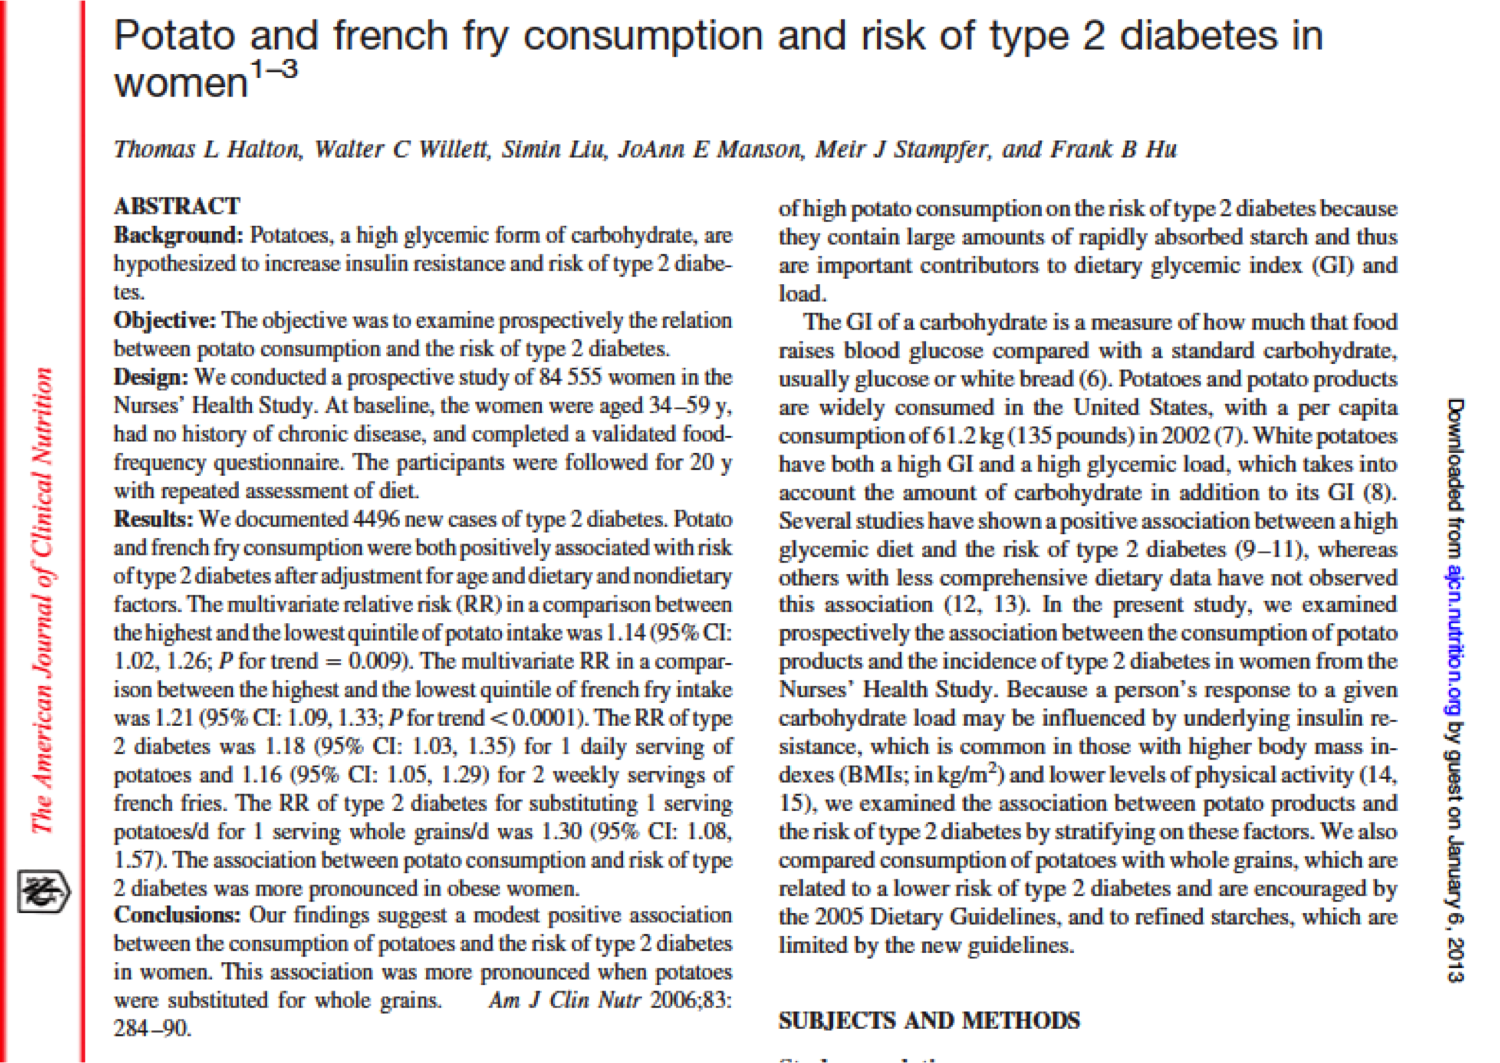 Potato and french fry consumption and risk of type 2 diabetes in
women1–3
Thomas L Halton, Walter C Willett, Simin Liu, JoAnn E Manson, Meir J Stampfer, and Frank B Hu
ABSTRACT
Background: Potatoes, a high glycemic form of carbohydrate, are
hypothesized to increase insulin resistance and risk of type 2 diabe-
tes.
Objective: The objective was to examine prospectively the relation
between potato consumption and the risk of type 2 diabetes.
Design: We conducted a prospective study of 84 555 women in the
Nurses' Health Study. At baseline, the women were aged 34–59 y,
had no history of chronic disease, and completed a validated food-
frequency questionnaire. The participants were followed for 20 y
with repeated assessment of diet.
Results: We documented 4496 new cases of type 2 diabetes. Potato
and french fry consumption were both positively associated with risk
of type 2 diabetes after adjustment for age and dietary and nondietary
factors. The multivariate relative risk (RR) in a comparison between
the highest and the lowest quintile of potato intake was 1.14 (95% CI:
1.02, 1.26; P for trend = 0.009). The multivariate RR in a compar-
ison between the highest and the lowest quintile of french fry intake
was 1.21 (95% CI: 1.09, 1.33; P for trend < 0.0001). The RR of type
2 diabetes was 1.18 (95% CI: 1.03, 1.35) for 1 daily serving of
potatoes and 1.16 (95% CI: 1.05, 1.29) for 2 weekly servings of
french fries. The RR of type 2 diabetes for substituting 1 serving
potatoes/d for 1 serving whole grains/d was 1.30 (95% CI: 1.08,
1.57). The association between potato consumption and risk of type
2 diabetes was more pronounced in obese women.
Conclusions: Our findings suggest a modest positive association
between the consumption of potatoes and the risk of type 2 diabetes
in women. This association was more pronounced when potatoes
were substituted for whole grains. Am J Clin Nutr 2006;83:
284–90.
of high potato consumption on the risk of type 2 diabetes because
they contain large amounts of rapidly absorbed starch and thus
are important contributors to dietary glycemic index (GI) and
load.
The GI of a carbohydrate is a measure of how much that food
raises blood glucose compared with a standard carbohydrate,
usually glucose or white bread (6). Potatoes and potato products
are widely consumed in the United States, with a per capita
consumption of 61.2 kg (135 pounds) in 2002 (7). White potatoes
have both a high GI and a high glycemic load, which takes into
account the amount of carbohydrate in addition to its GI (8).
Several studies have shown a positive association between a high
glycemic diet and the risk of type 2 diabetes (9–11), whereas
others with less comprehensive dietary data have not observed
this association (12, 13). In the present study, we examined
prospectively the association between the consumption of potato
products and the incidence of type 2 diabetes in women from the
Nurses' Health Study. Because a person's response to a given
carbohydrate load may be influenced by underlying insulin re-
sistance, which is common in those with higher body mass in-
dexes (BMIs; in kg/m2) and lower levels of physical activity (14,
15), we examined the association between potato products and
the risk of type 2 diabetes by stratifying on these factors. We also
compared consumption of potatoes with whole grains, which are
related to a lower risk of type 2 diabetes and are encouraged by
the 2005 Dietary Guidelines, and to refined starches, which are
limited by the new guidelines.
SUBJECTS AND METHODS
The American Journal of Clinical Nutrition
Downloaded from ajcn.nutrition.org by guest on January 6, 2013